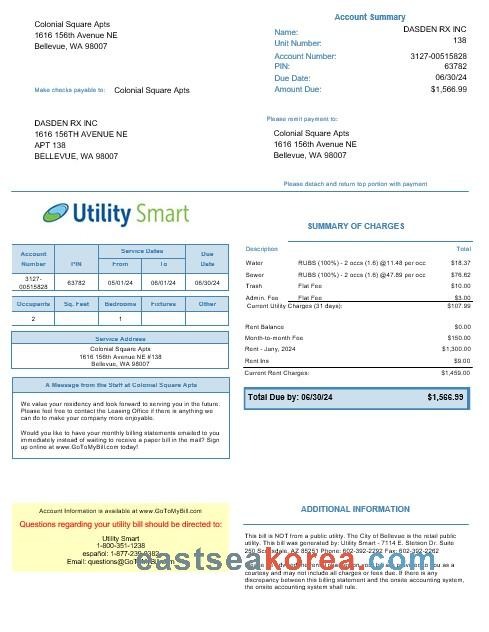 Colonial Square Apts
1616 156th Avenue NE
Bellevue, WA 98007
Account Summary
Name: DASDEN RX INC
Unit Number: 138
Account Number: 3127-00515828
PIN: 63782
Due Date: 06/30/24
Amount Due: $1,566.99
Make checks payable to: Colonial Square Apts
DASDEN RX INC
1616 156TH AVENUE NE
APT 138
BELLEVUE, WA 98007
Please remit payment to:
Colonial Square Apts
1616 156th Avenue NE
Bellevue, WA 98007
Please detach and return top portion with payment
Utility Smart
Account Number PIN Service Dates From To Due Date
3127-00515828 63782 05/01/24 06/01/24 06/30/24
Occupants Sq. Feet Bedrooms Fixtures Other
2 1
Service Address
Colonial Square Apts
1616 156th Avenue NE #138
Bellevue, WA 98007
A Message from the Staff at Colonial Square Apts
We value your residency and look forward to serving you in the future.
Please feel free to contact the Leasing Office if there is anything we
can do to make your company more enjoyable.
Would you like to have your monthly billing statements emailed to you
immediately instead of waiting to receive a paper bill in the mail? Sign
up online at www.GoToMyBill.com today!
SUMMARY OF CHARGES
Description Total
Water RUBS (100%) - 2 occs (1.6) @11.48 per occ $18.37
Sewer RUBS (100%) - 2 occs (1.6) @47.89 per occ $76.62
Trash Flat Fee $10.00
Admin. Fee Flat Fee $3.00
Current Utility Charges (31 days): $107.99
Rent Balance $0.00
Month-to-month Fee $150.00
Rent - Juny, 2024 $1,300.00
Rent Ins $9.00
Current Rent Charges: $1,459.00
Total Due by: 06/30/24 $1,566.99
Account Information is available at www.GoToMyBill.com
Questions regarding your utility bill should be directed to:
Utility Smart
1-800-351-1238
español: 1-877-239-9382
Email: questions@GoToMyBill.com
ADDITIONAL INFORMATION
This bill is NOT from a public utility. The City of Bellevue is the retail public
utility. This bill was generated by: Utility Smart - 7114 E. Stetson Dr. Suite
250 Scottsdale, AZ 85251 Phone: 602-392-2292 Fax: 602-392-2262
you as a
courtesy and may not include all charges or fees due. If there is any
discrepancy between this billing statement and the onsite accounting system,
the onsite accounting system shall rule.
eastseakorea.com